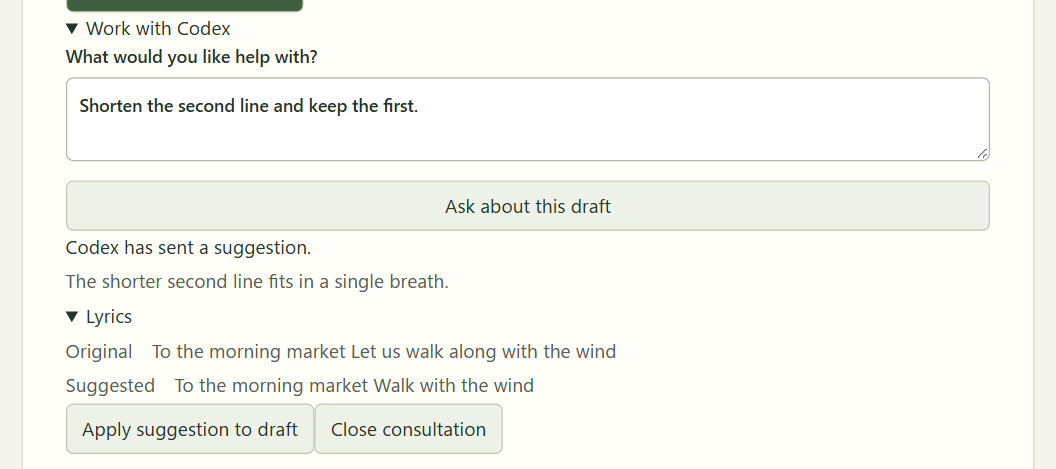 Work with Codex
What would you like help with?
Shorten the second line and keep the first.
Ask about this draft
Codex has sent a suggestion.
The shorter second line fits in a single breath.
Lyrics
Original To the morning market Let us walk along with the wind
Suggested To the morning market Walk with the wind
Apply suggestion to draft Close consultation